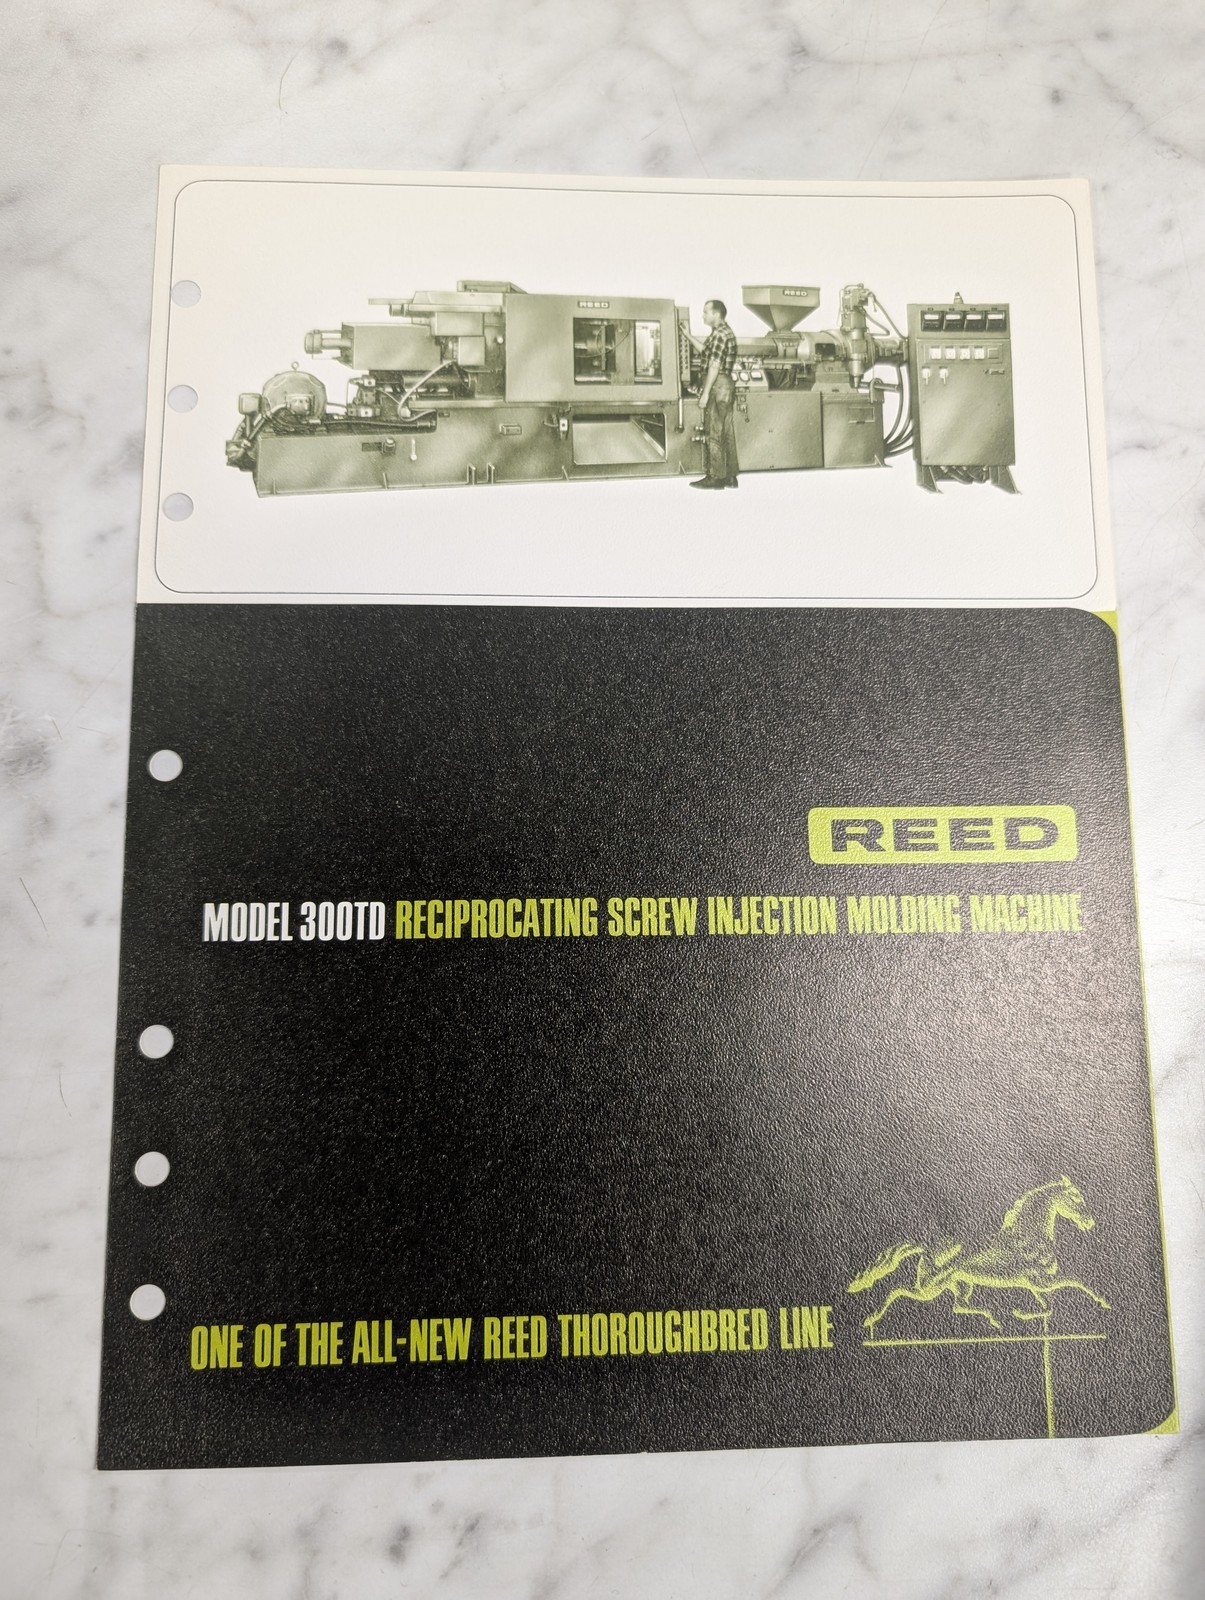 REED
REED
REED
MODEL 300TD RECIPROCATING SCREW INJECTION MOLDING MACHINE
ONE OF THE ALL-NEW REED THOROUGHBRED LINE